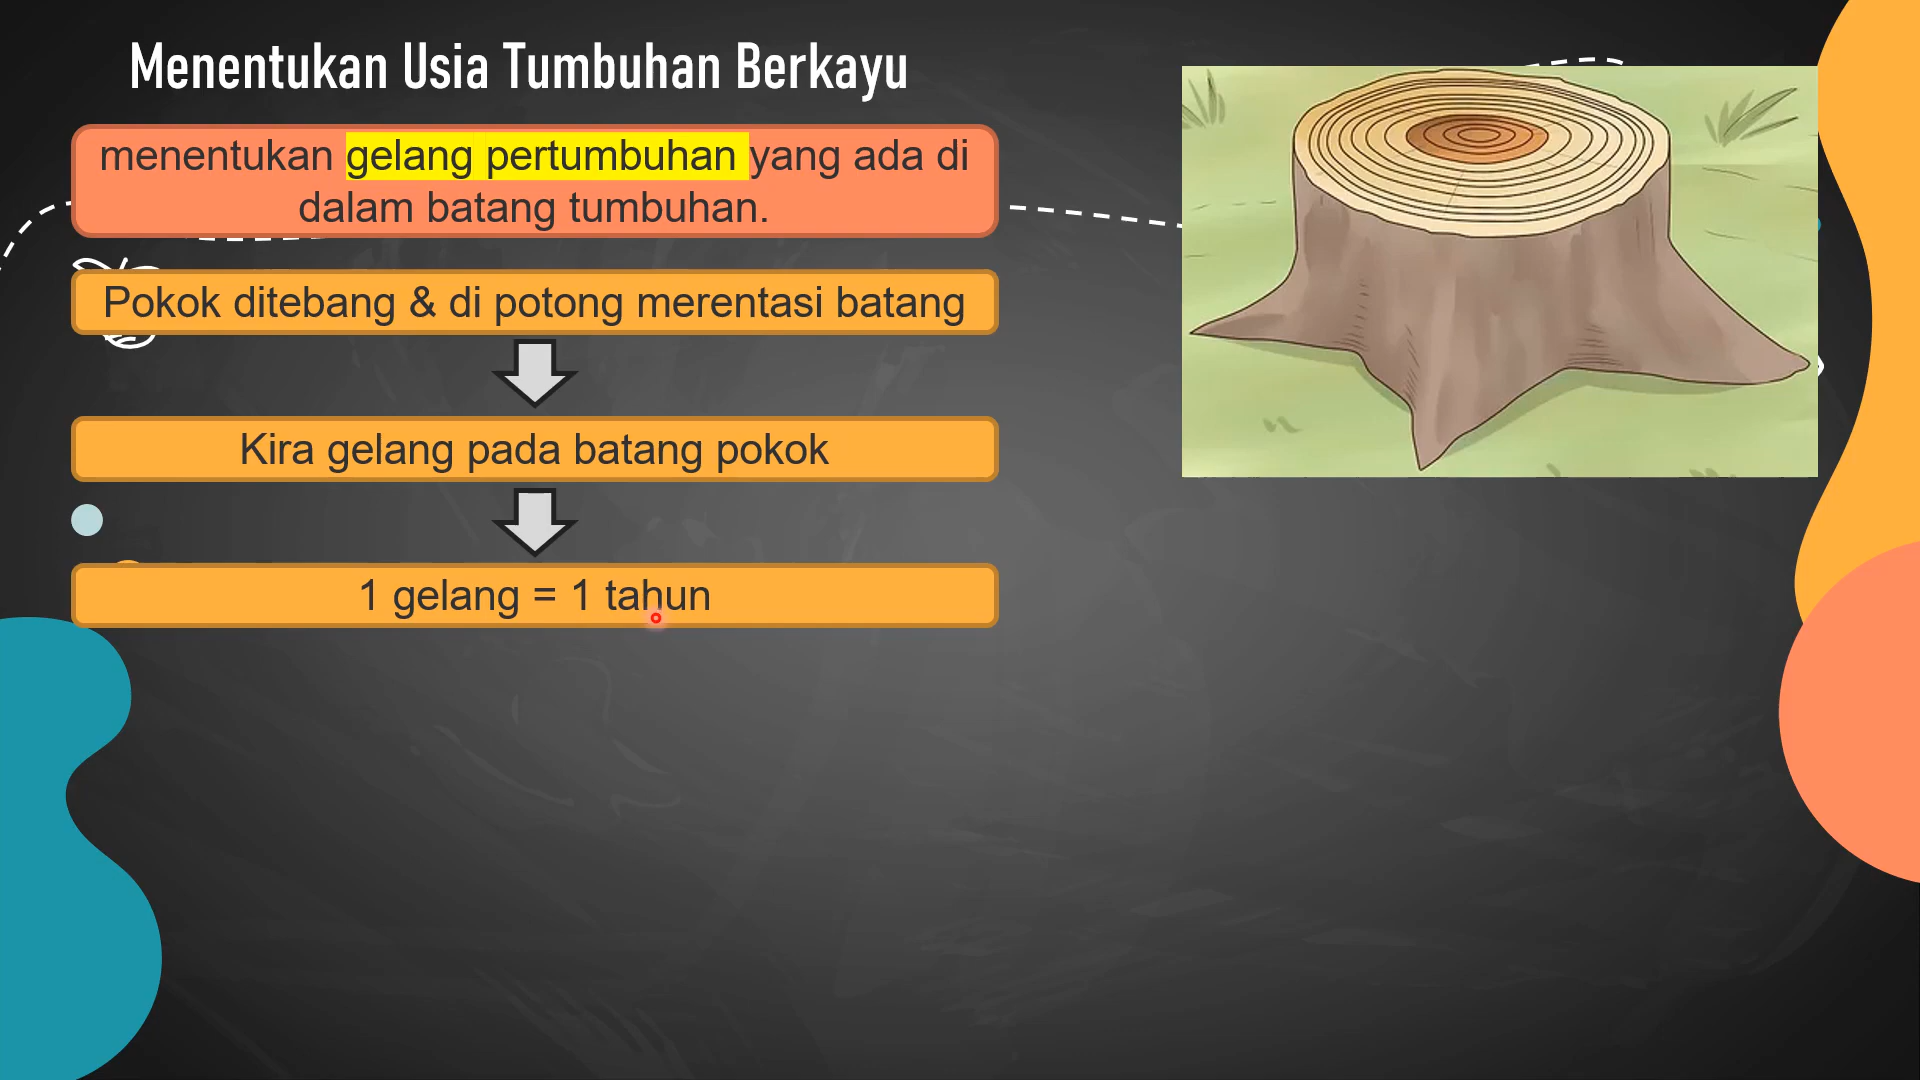 Menentukan Usia Tumbuhan Berkayu
menentukan gelang pertumbuhan yang ada di
dalam batang tumbuhan.
Pokok ditebang & di potong merentasi batang
Kira gelang pada batang pokok
1 gelang = 1 tahun